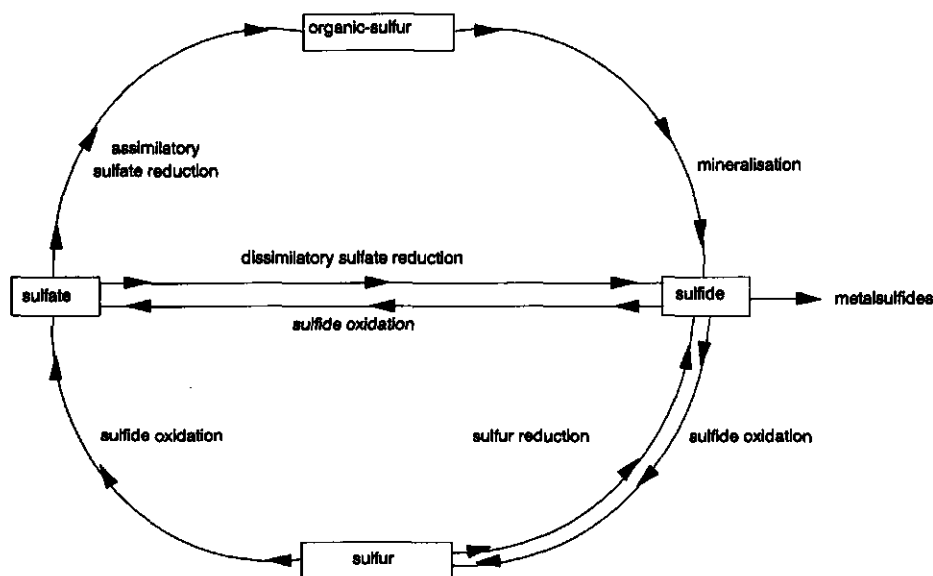 organic-sulfur
assimilatory
sulfate reduction
mineralisation
dissimilatory sulfate reduction
sulfate
sulfide
metalsulfides
sulfide oxidation
sulfide oxidation
sulfur reduction
sulfide oxidation
sulfur